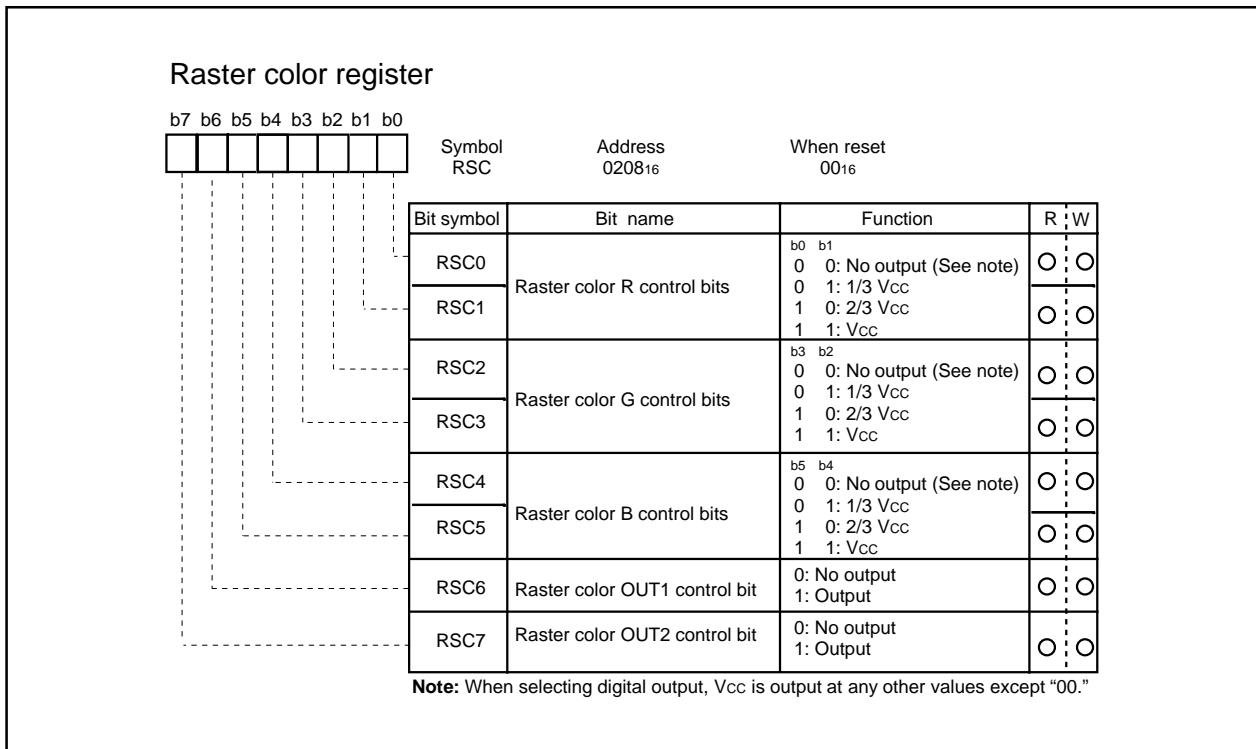 Raster color register
b7 b6 b5 b4 b3 b2 b1 b0
Symbol Address When reset
RSC 020816 0016
Bit symbol Bit name Function R W
RSC0
RSC1
Raster color R control bits
b0 b1
0 0: No output (See note)
0 1: 1/3 VCC
1 0: 2/3 VCC
1 1: VCC
RSC2
RSC3
Raster color G control bits
b3 b2
0 0: No output (See note)
0 1: 1/3 VCC
1 0: 2/3 VCC
1 1: VCC
RSC4
RSC5
Raster color B control bits
b5 b4
0 0: No output (See note)
0 1: 1/3 VCC
1 0: 2/3 VCC
1 1: VCC
RSC6
Raster color OUT1 control bit
0: No output
1: Output
RSC7
Raster color OUT2 control bit
0: No output
1: Output
Note: When selecting digital output, VCC is output at any other values except “00.”